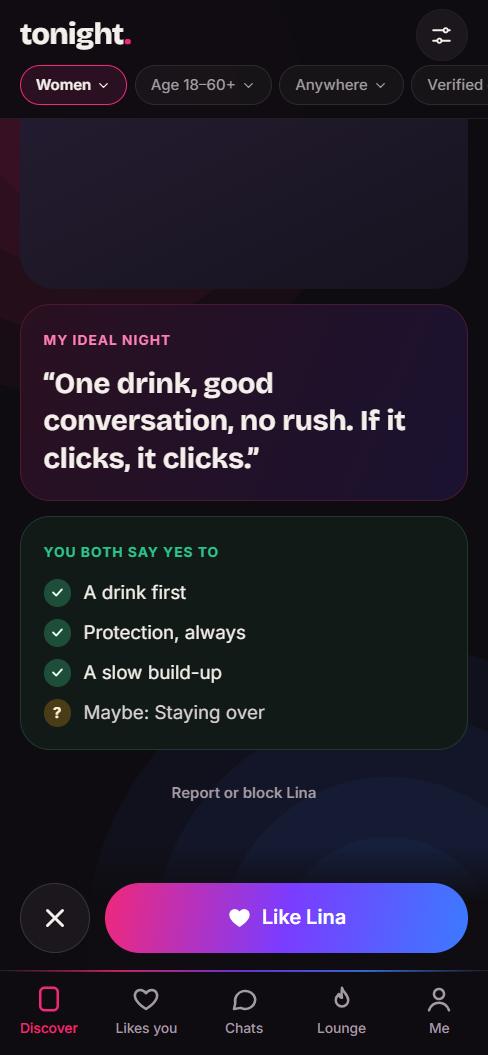 tonight.
Women
Age 18–60+
Anywhere
Verified
MY IDEAL NIGHT
“One drink, good
conversation, no rush. If it
clicks, it clicks.”
YOU BOTH SAY YES TO
A drink first
Protection, always
A slow build-up
? Maybe: Staying over
Report or block Lina
Like Lina
Discover
Likes you
Chats
Lounge
Me